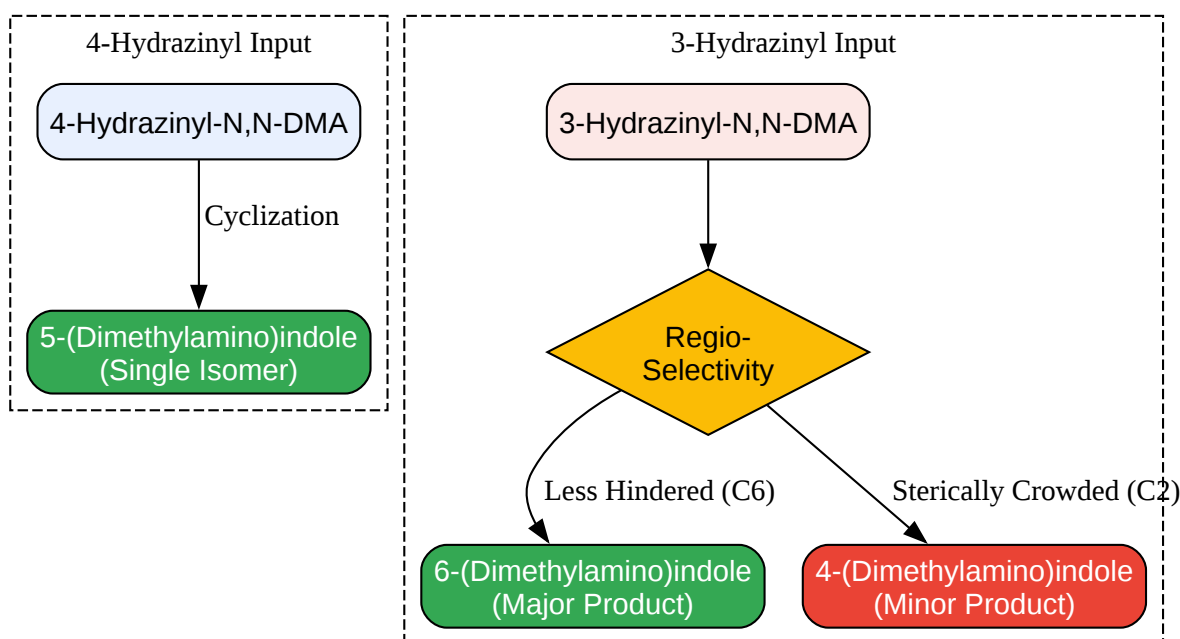 4-Hydrazinyl Input
4-Hydrazinyl-N,N-DMA
Cyclization
5-(Dimethylamino)indole
(Single Isomer)
3-Hydrazinyl Input
3-Hydrazinyl-N,N-DMA
Regio-
Selectivity
Less Hindered (C6)
Sterically Crowded (C2)
6-(Dimethylamino)indole
(Major Product)
4-(Dimethylamino)indole
(Minor Product)